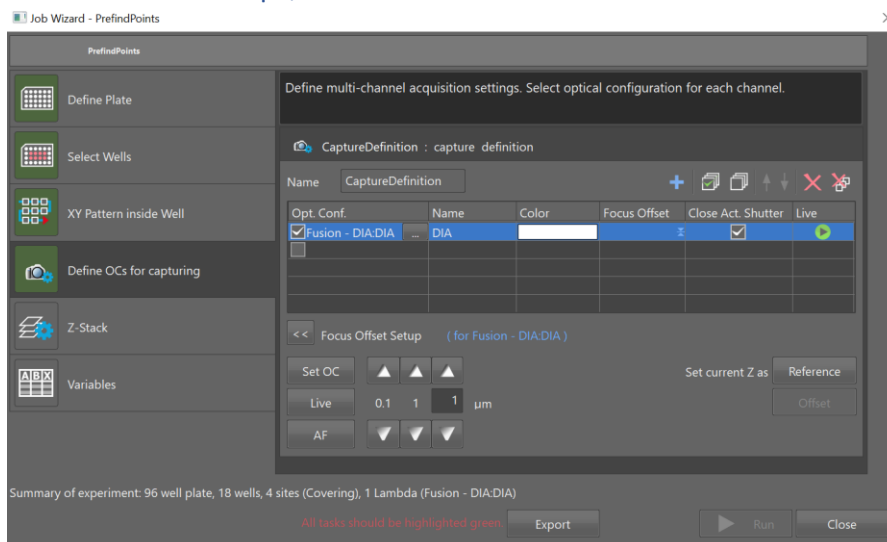 Job Wizard - PrefindPoints
PrefindPoints
Define Plate
Select Wells
XY Pattern inside Well
Define OCs for capturing
Z-Stack
A B X
Variables
Define multi-channel acquisition settings. Select optical configuration for each channel.
CaptureDefinition : capture definition
Name CaptureDefinition
Opt. Conf. Name Color Focus Offset Close Act. Shutter Live
Fusion - DIA:DIA ... DIA
<< Focus Offset Setup ( for Fusion - DIA:DIA )
Set OC Set current Z as Reference
Live 0.1 1 1 µm Offset
AF
Summary of experiment: 96 well plate, 18 wells, 4 sites (Covering), 1 Lambda (Fusion - DIA:DIA)
All tasks should be highlighted green. Export Run Close